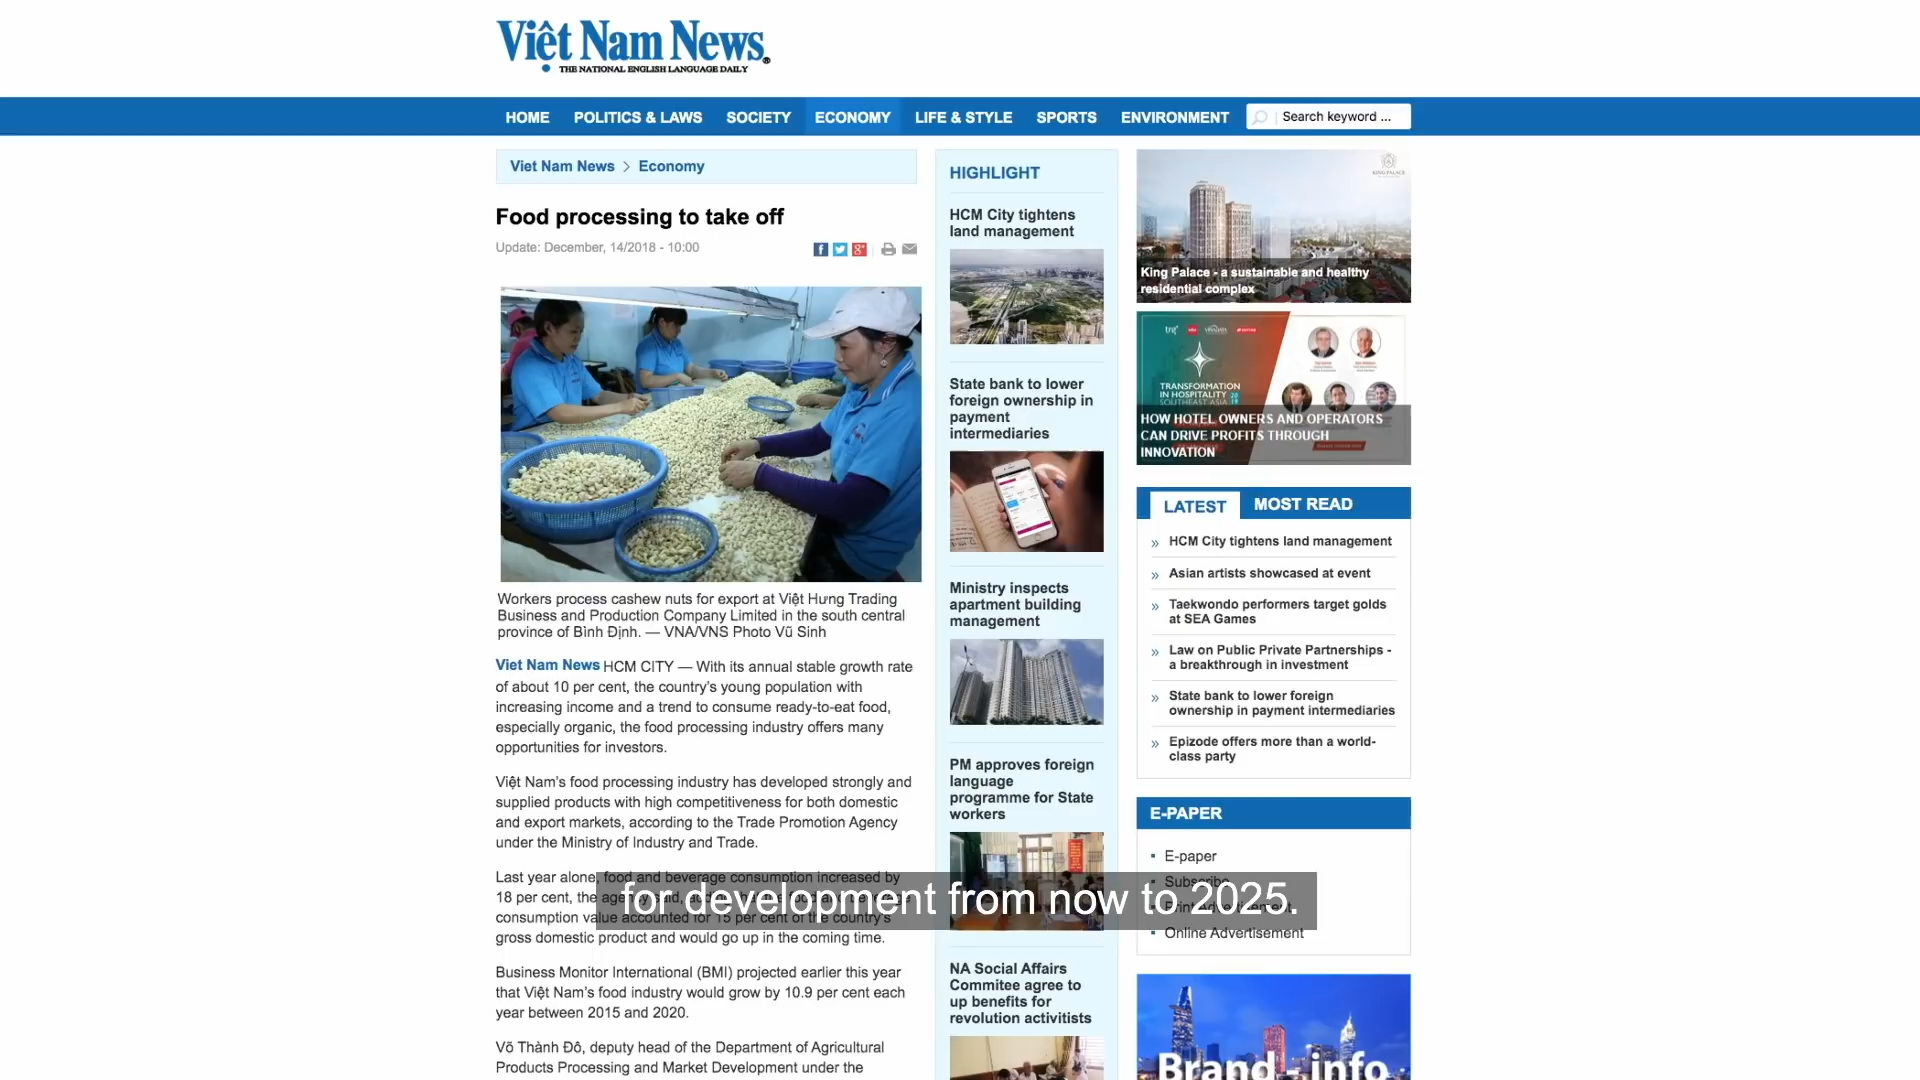 Việt Nam News
THE NATIONAL ENGLISH LANGUAGE DAILY
HOME POLITICS & LAWS SOCIETY ECONOMY LIFE & STYLE SPORTS ENVIRONMENT Search keyword ...
Viet Nam News > Economy
Food processing to take off
Update: December, 14/2018 - 10:00
Workers process cashew nuts for export at Việt Hưng Trading
Business and Production Company Limited in the south central
province of Bình Định. — VNA/VNS Photo Vũ Sinh
Viet Nam News HCM CITY — With its annual stable growth rate
of about 10 per cent, the country's young population with
increasing income and a trend to consume ready-to-eat food,
especially organic, the food processing industry offers many
opportunities for investors.
Việt Nam's food processing industry has developed strongly and
supplied products with high competitiveness for both domestic
and export markets, according to the Trade Promotion Agency
under the Ministry of Industry and Trade.
Last year alone, food and beverage consumption increased by
18 per cent, the agency said,
consumption value accounted for 15 per cent of the country's
gross domestic product and would go up in the coming time.
Business Monitor International (BMI) projected earlier this year
that Việt Nam's food industry would grow by 10.9 per cent each
year between 2015 and 2020.
Võ Thành Đô, deputy head of the Department of Agricultural
Products Processing and Market Development under the
HIGHLIGHT
HCM City tightens
land management
State bank to lower
foreign ownership in
payment
intermediaries
Ministry inspects
apartment building
management
PM approves foreign
language
programme for State
workers
NA Social Affairs
Commitee agree to
up benefits for
revolution activitists
KING PALACE
King Palace - a sustainable and healthy
residential complex
TRANSFORMATION
IN HOSPITALITY
SOUTHEAST ASIA
HOW HOTEL OWNERS AND OPERATORS
CAN DRIVE PROFITS THROUGH
INNOVATION
LATEST MOST READ
» HCM City tightens land management
» Asian artists showcased at event
» Taekwondo performers target golds
at SEA Games
» Law on Public Private Partnerships -
a breakthrough in investment
» State bank to lower foreign
ownership in payment intermediaries
» Epizode offers more than a world-
class party
E-PAPER
E-paper
Subscribe
Print Advertisement
Online Advertisement
Brand - info
for development from now to 2025.